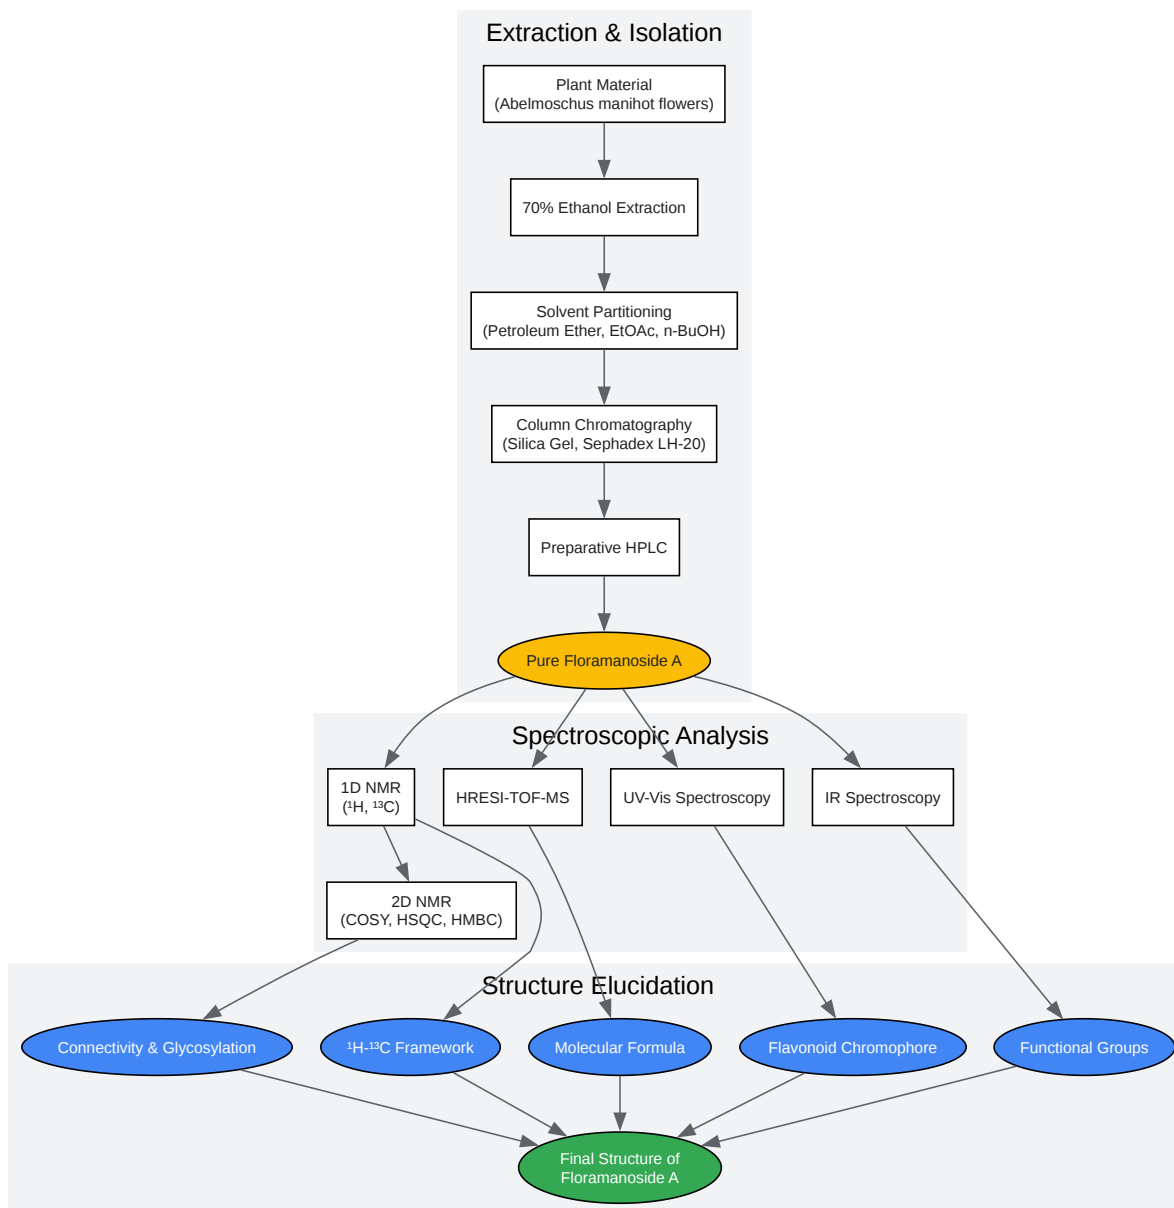 Extraction & Isolation
Plant Material
(Abelmoschus manihot flowers)
70% Ethanol Extraction
Solvent Partitioning
(Petroleum Ether, EtOAc, n-BuOH)
Column Chromatography
(Silica Gel, Sephadex LH-20)
Preparative HPLC
Pure Floramanoside A
Spectroscopic Analysis
1D NMR
(¹H, ¹³C)
HRESI-TOF-MS
UV-Vis Spectroscopy
IR Spectroscopy
2D NMR
(COSY, HSQC, HMBC)
Structure Elucidation
Connectivity & Glycosylation
¹H-¹³C Framework
Molecular Formula
Flavonoid Chromophore
Functional Groups
Final Structure of
Floramanoside A